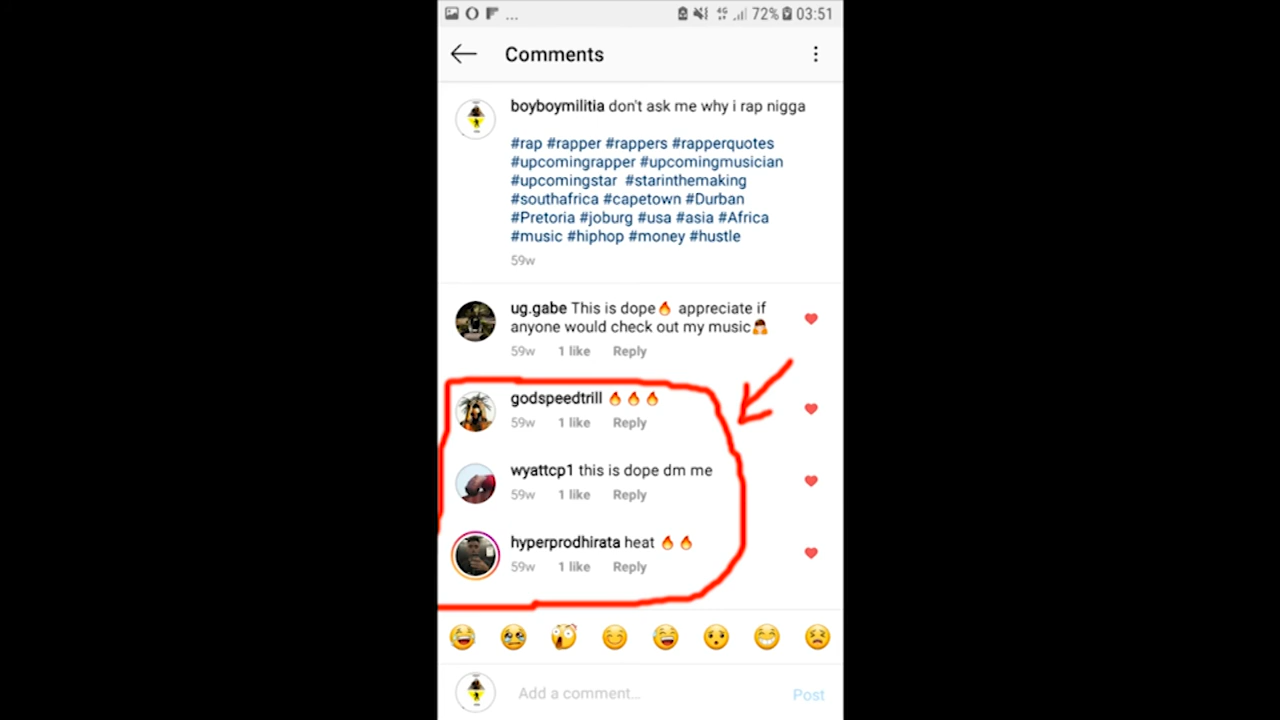 ... 4G 72% 03:51
Comments
boyboymilitia don't ask me why i rap nigga
#rap #rapper #rappers #rapperquotes
#upcomingrapper #upcomingmusician
#upcomingstar #starinthemaking
#southafrica #capetown #Durban
#Pretoria #joburg #usa #asia #Africa
#music #hiphop #money #hustle
59w
ug.gabe This is dope🔥 appreciate if
anyone would check out my music🙏
59w 1 like Reply
godspeedtrill 🔥🔥🔥
59w 1 like Reply
wyattcp1 this is dope dm me
59w 1 like Reply
hyperprodhirata heat 🔥🔥
59w 1 like Reply
Add a comment... Post